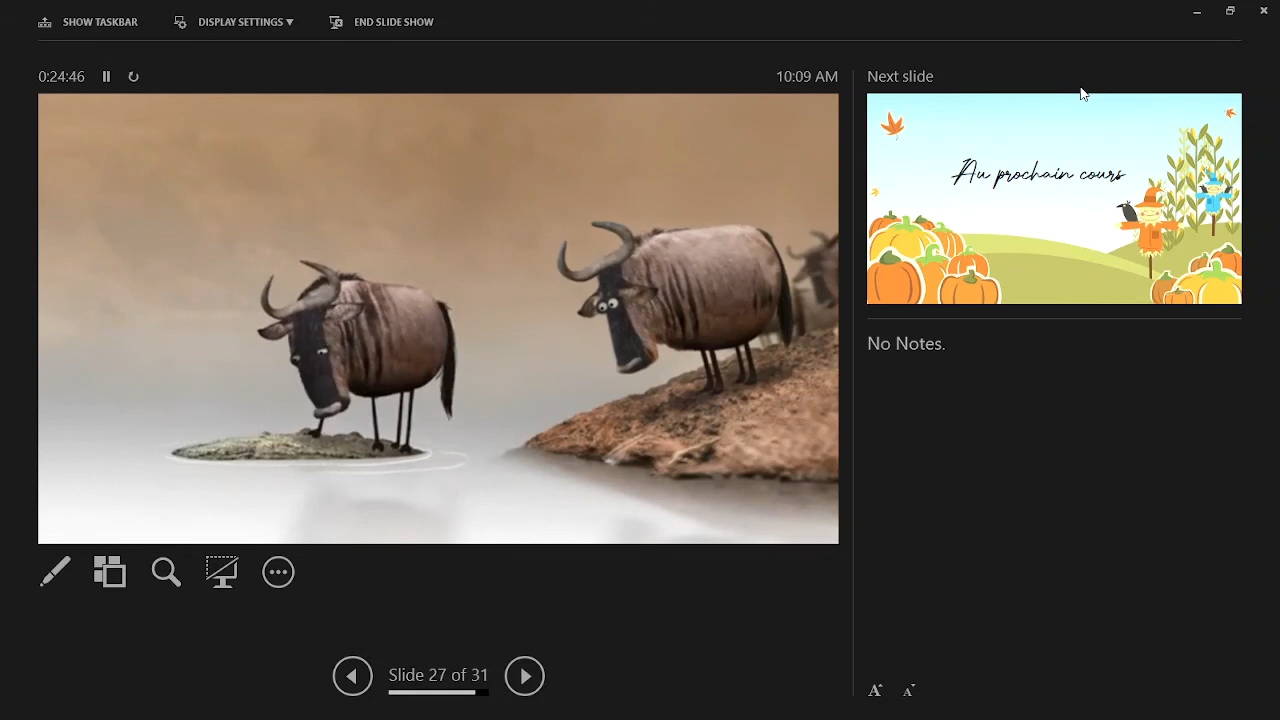 SHOW TASKBAR
DISPLAY SETTINGS ▾
END SLIDE SHOW
0:24:46
10:09 AM
Next slide
Au prochain cours
No Notes.
Slide 27 of 31
A A